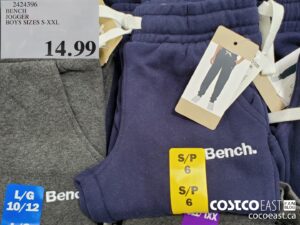 2424596
BENCH
JOGGER
BOYS SIZES S-XXL
14.99
Bench.
S/P
6
S/P
6
L/G
10/12
Bench
COSTCO EAST
cocoeast.ca